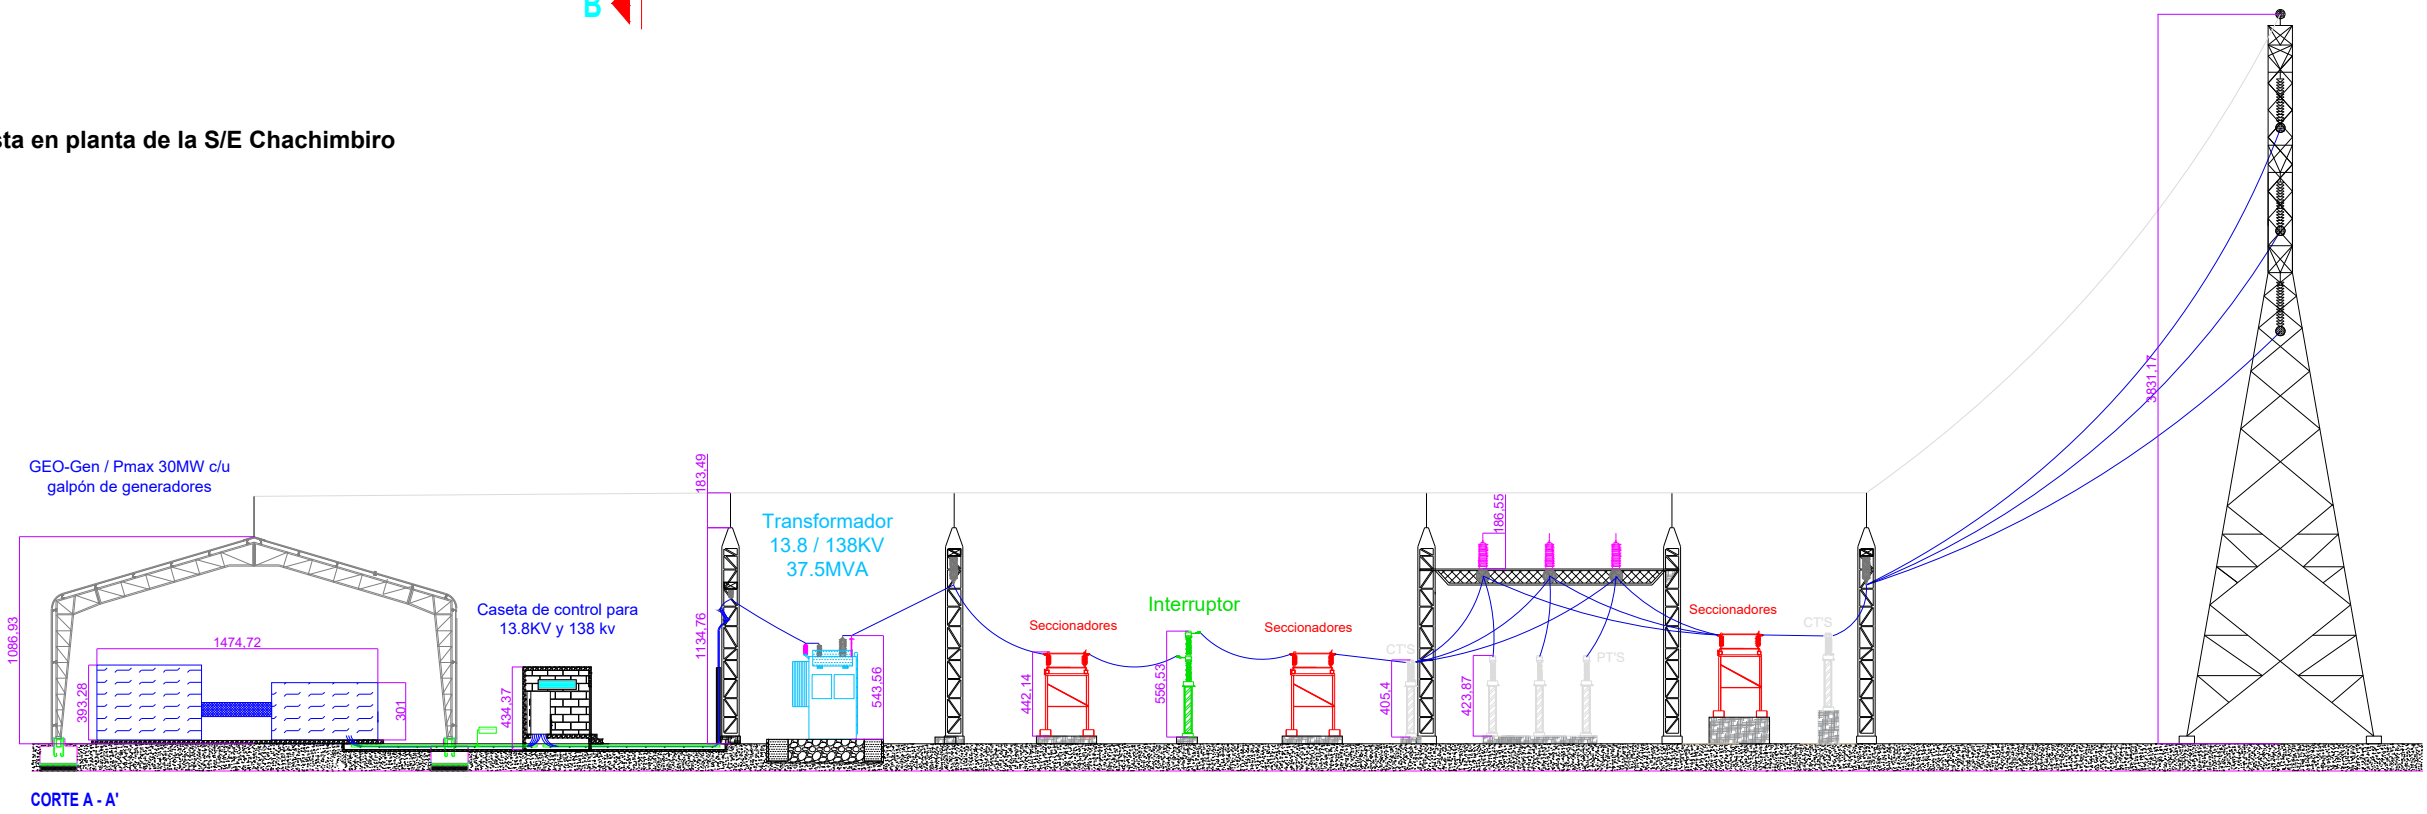 B
sta en planta de la S/E Chachimbiro
GEO-Gen / Pmax 30MW c/u
galpón de generadores
1086,93
1474,72
393,28
301
Caseta de control para
13.8KV y 138 kv
434,37
183,49
1134,76
Transformador
13.8 / 138KV
37.5MVA
543,56
Seccionadores
442,14
Interruptor
556,53
Seccionadores
CT'S
405,4
423,87
186,55
PT'S
Seccionadores
CT'S
3831,17
CORTE A - A'